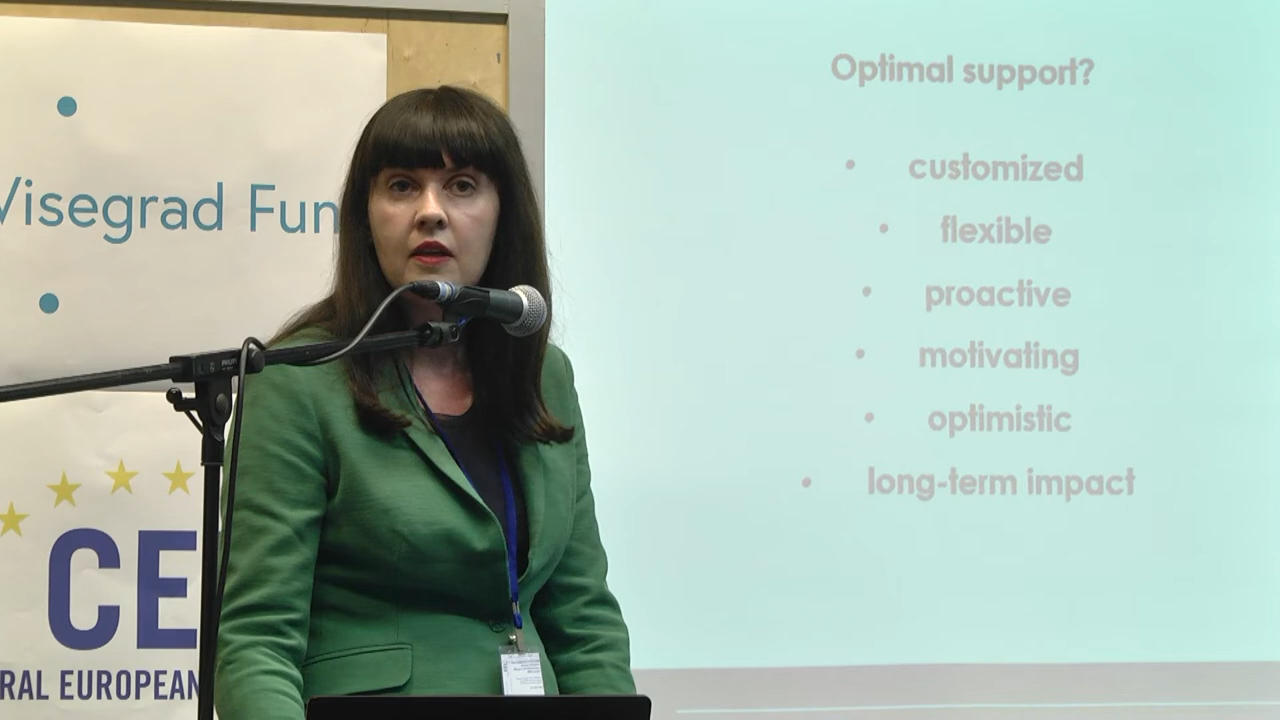 Visegrad Fun
CE
RAL EUROPEAN
Optimal support?
• customized
• flexible
• proactive
• motivating
• optimistic
• long-term impact